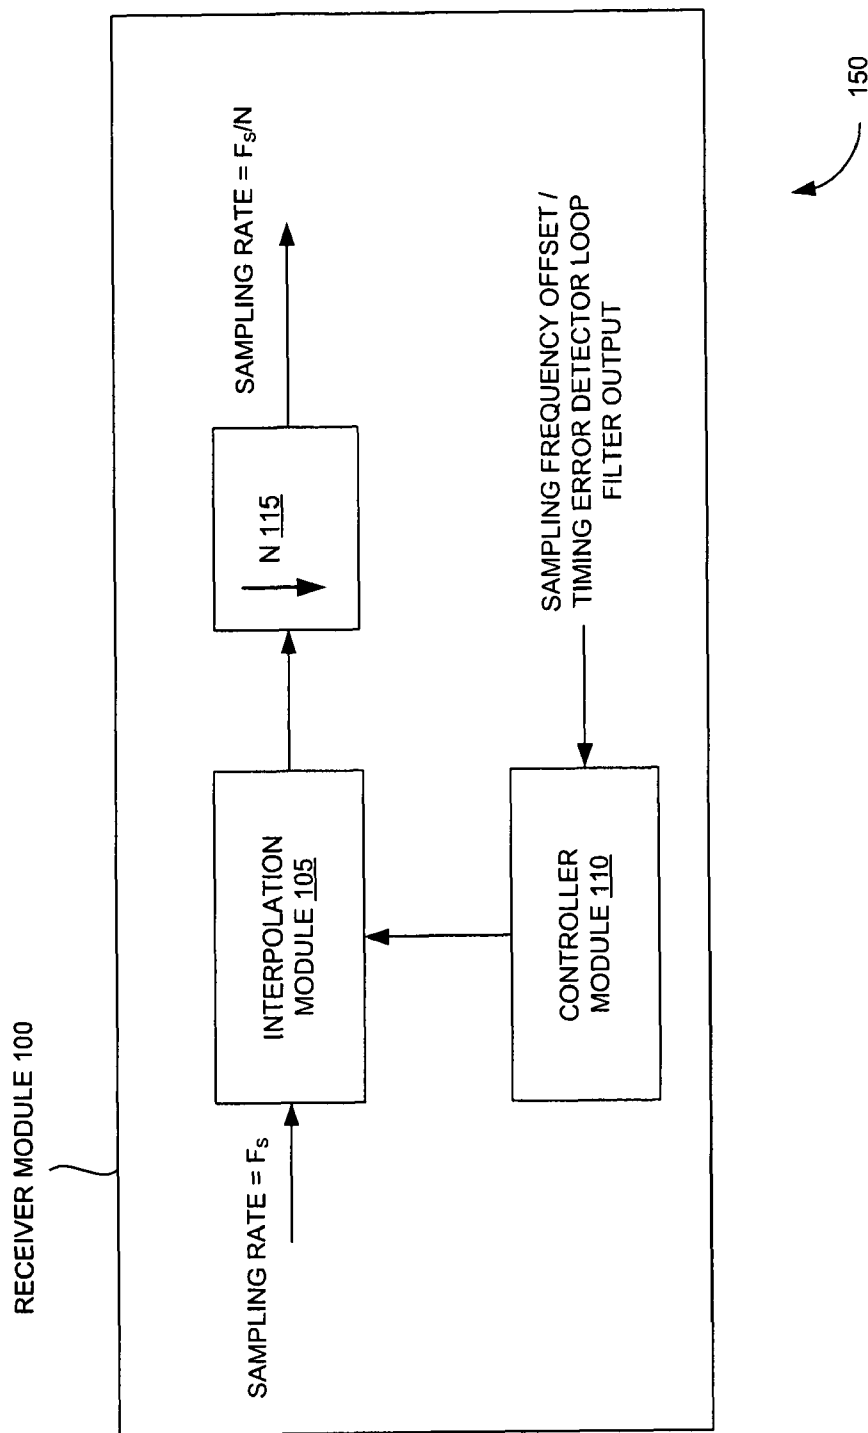 RECEIVER MODULE 100
SAMPLING RATE = FS
INTERPOLATION
MODULE 105
N 115
SAMPLING RATE = FS/N
CONTROLLER
MODULE 110
SAMPLING FREQUENCY OFFSET /
TIMING ERROR DETECTOR LOOP
FILTER OUTPUT
150